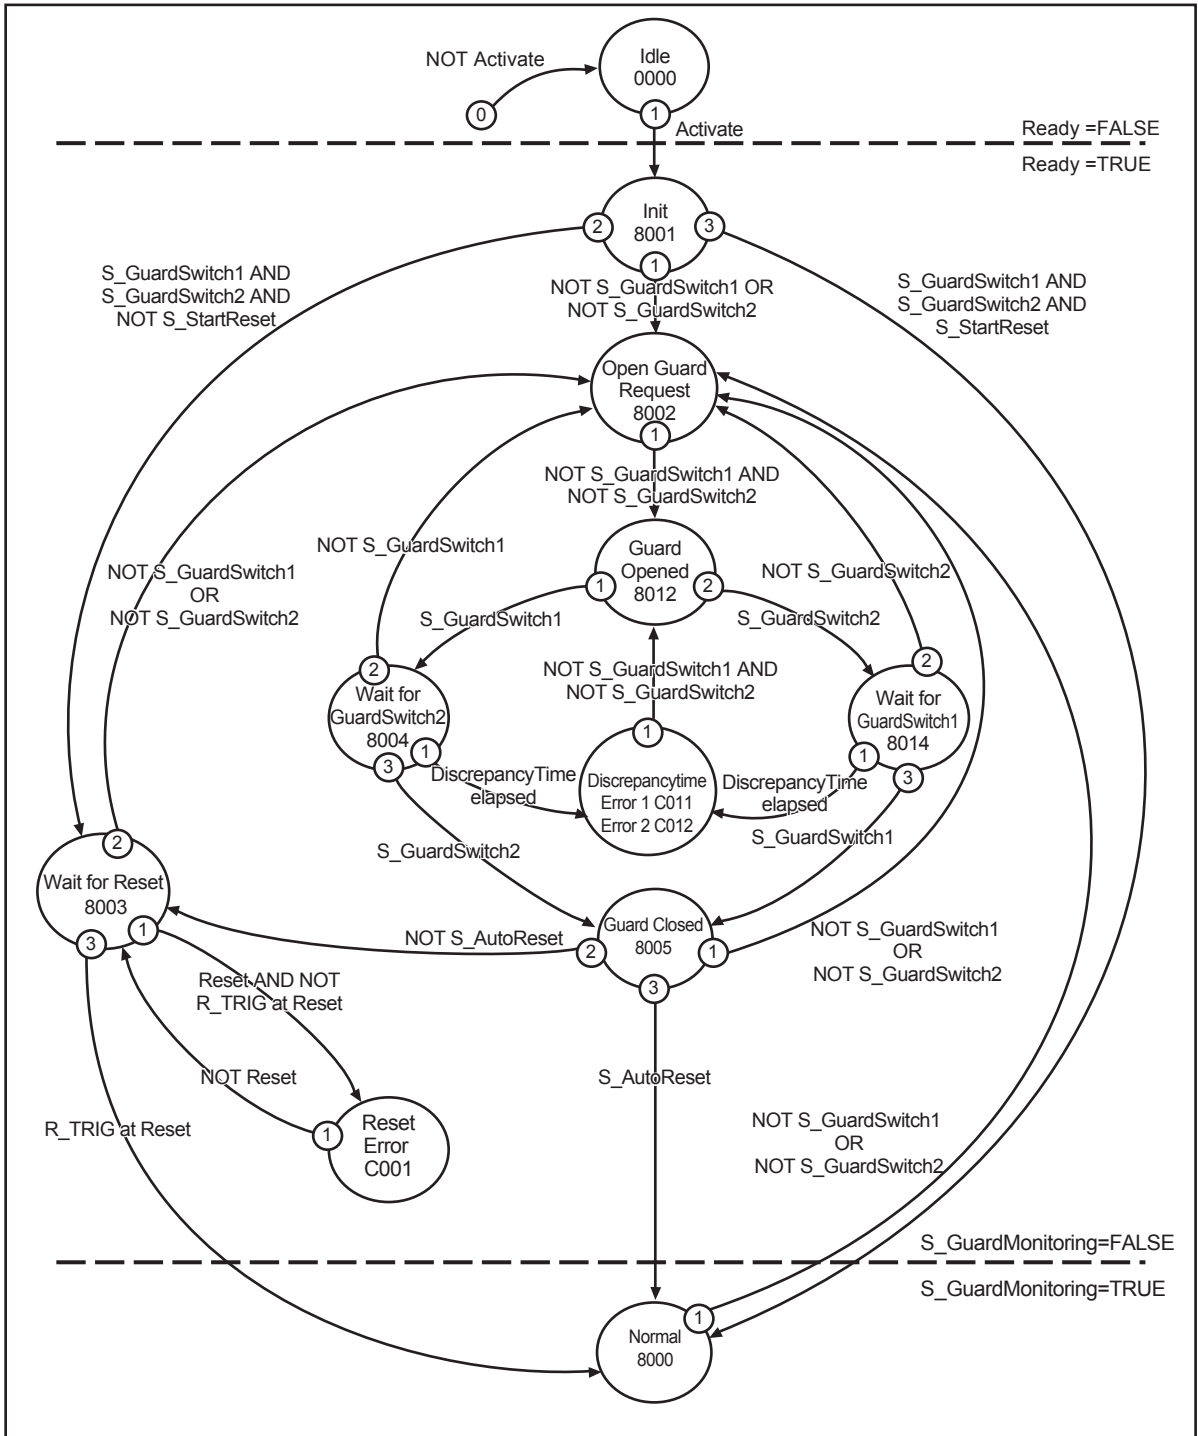 NOT Activate
0
Idle
0000
1
Activate
Ready =FALSE
Ready =TRUE
Init
8001
2
3
1
S_GuardSwitch1 AND
S_GuardSwitch2 AND
NOT S_StartReset
NOT S_GuardSwitch1 OR
NOT S_GuardSwitch2
S_GuardSwitch1 AND
S_GuardSwitch2 AND
S_StartReset
Open Guard
Request
8002
1
NOT S_GuardSwitch1 AND
NOT S_GuardSwitch2
NOT S_GuardSwitch1
Guard
Opened
8012
1
2
NOT S_GuardSwitch2
NOT S_GuardSwitch1
OR
NOT S_GuardSwitch2
S_GuardSwitch1
S_GuardSwitch2
NOT S_GuardSwitch1 AND
NOT S_GuardSwitch2
2
Wait for
GuardSwitch2
8004
1
3
2
Wait for
GuardSwitch1
8014
1
3
1
Discrepancytime
Error 1 C011
Error 2 C012
DiscrepancyTime
elapsed
DiscrepancyTime
elapsed
S_GuardSwitch2
S_GuardSwitch1
2
Wait for Reset
8003
1
3
NOT S_AutoReset
Guard Closed
8005
2
1
3
NOT S_GuardSwitch1
OR
NOT S_GuardSwitch2
Reset AND NOT
R_TRIG at Reset
NOT Reset
S_AutoReset
R_TRIG at Reset
1
Reset
Error
C001
NOT S_GuardSwitch1
OR
NOT S_GuardSwitch2
S_GuardMonitoring=FALSE
S_GuardMonitoring=TRUE
1
Normal
8000